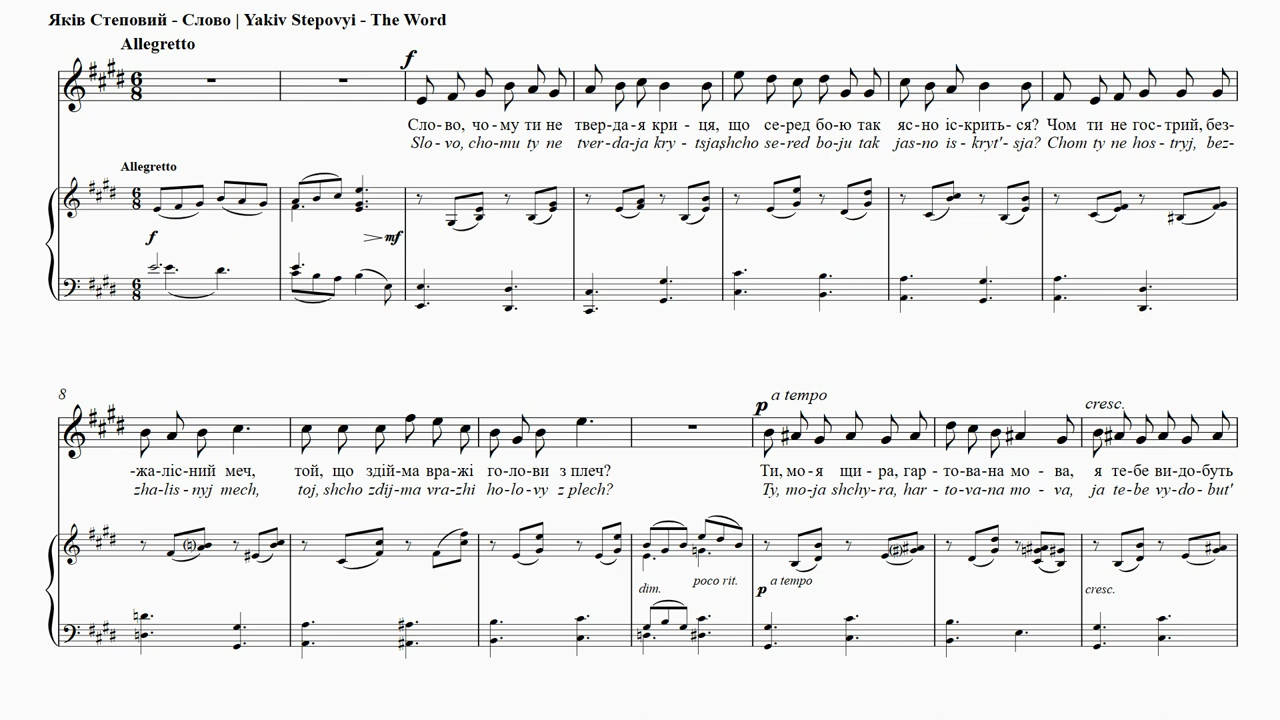 Яків Степовий - Слово | Yakiv Stepovyi - The Word
Allegretto
f
Сло-во, чо-му ти не твер-да-я кри - ця, що се-ред бо-ю так яс-но іс-крить-ся? Чом ти не гос-трий, без-
Slo-vo, cho-mu ty ne tver-da-ja kry - tsja, shcho se-red bo-ju tak jas-no is - kryt'-sja? Chom ty ne hos-tryj, bez-
Allegretto
f mf
8
p a tempo cresc.
-жа-ліс-ний меч, той, що здій-ма вра-жі го-ло-ви з плеч? Ти, мо-я щи-ра, гар-то-ва-на мо - ва, я те-бе ви-до-буть
zha-lis-nyj mech, toj, shcho zdij-ma vra-zhi ho-lo-vy z plech? Ty, mo-ja shchy-ra, har - to-va-na mo - va, ja te-be vy-do-but'
dim. poco rit. p a tempo cresc.